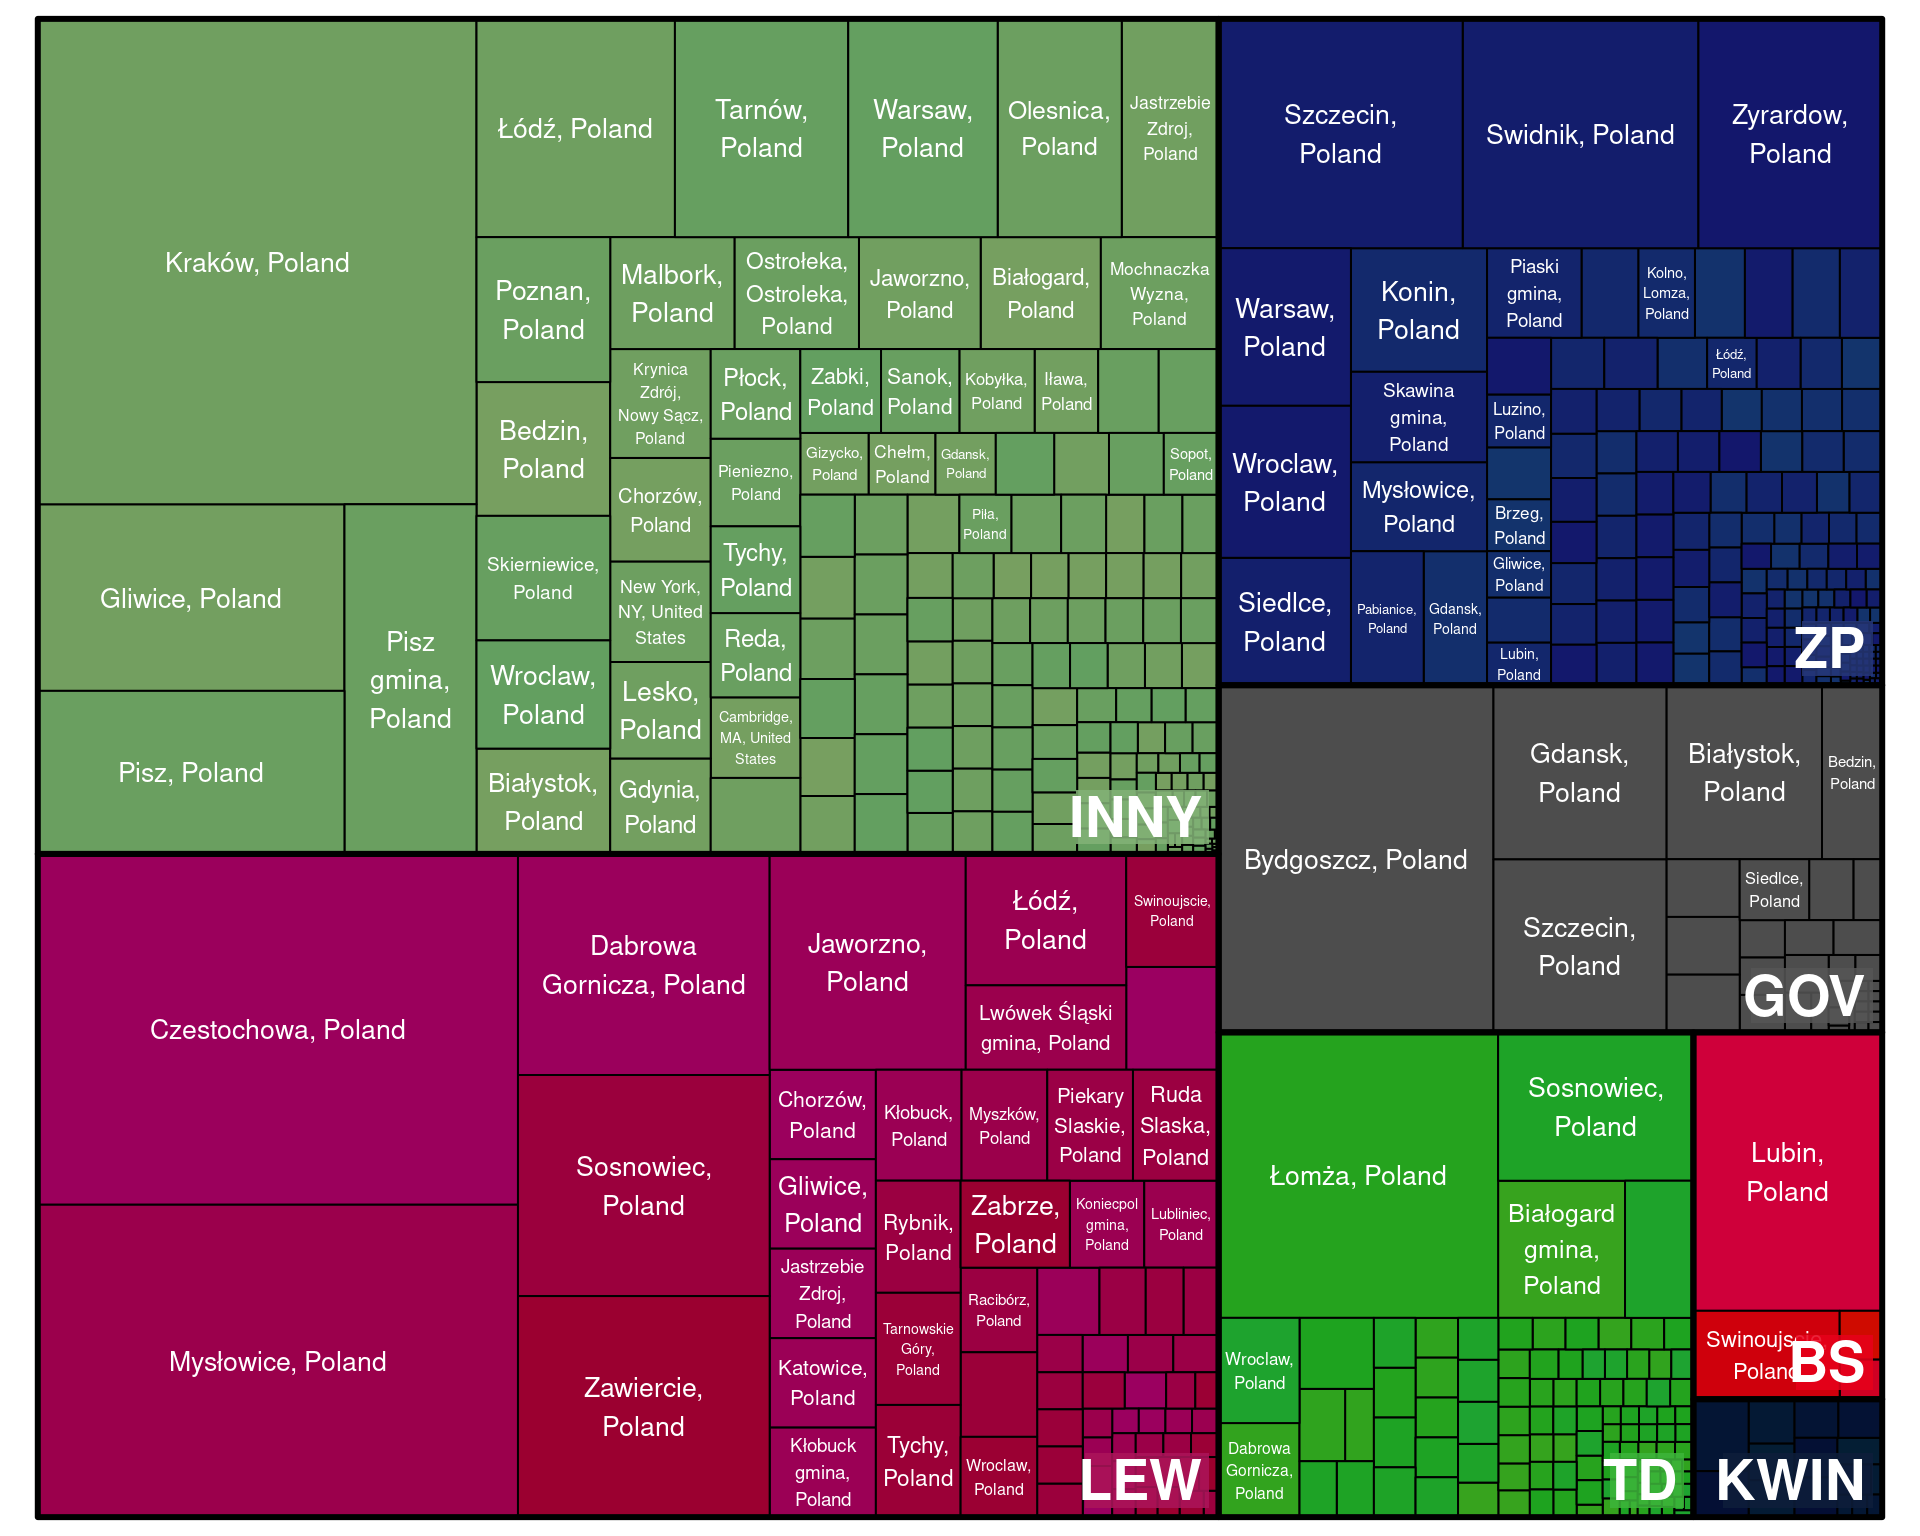 Kraków, Poland
Łódź, Poland
Tarnów,
Poland
Warsaw,
Poland
Olesnica,
Poland
Jastrzebie
Zdroj,
Poland
Gliwice, Poland
Pisz, Poland
Pisz
gmina,
Poland
Poznan,
Poland
Bedzin,
Poland
Skierniewice,
Poland
Wroclaw,
Poland
Białystok,
Poland
Malbork,
Poland
Ostrołeka,
Ostroleka,
Poland
Jaworzno,
Poland
Białogard,
Poland
Mochnaczka
Wyzna,
Poland
Krynica
Zdrój,
Nowy Sącz,
Poland
Chorzów,
Poland
New York,
NY, United
States
Lesko,
Poland
Gdynia,
Poland
Płock,
Poland
Pieniezno,
Poland
Tychy,
Poland
Reda,
Poland
Cambridge,
MA, United
States
Zabki,
Poland
Sanok,
Poland
Kobyłka,
Poland
Iława,
Poland
Gizycko,
Poland
Chełm,
Poland
Gdansk,
Poland
Sopot,
Poland
Piła,
Poland
INNY
Szczecin,
Poland
Swidnik, Poland
Zyrardow,
Poland
Warsaw,
Poland
Wroclaw,
Poland
Siedlce,
Poland
Konin,
Poland
Skawina
gmina,
Poland
Mysłowice,
Poland
Pabianice,
Poland
Gdansk,
Poland
Piaski
gmina,
Poland
Kolno,
Lomza,
Poland
Łódź,
Poland
Luzino,
Poland
Brzeg,
Poland
Gliwice,
Poland
Lubin,
Poland
ZP
Bydgoszcz, Poland
Gdansk,
Poland
Białystok,
Poland
Bedzin,
Poland
Szczecin,
Poland
Siedlce,
Poland
GOV
Czestochowa, Poland
Mysłowice, Poland
Dabrowa
Gornicza, Poland
Sosnowiec,
Poland
Zawiercie,
Poland
Jaworzno,
Poland
Łódź,
Poland
Swinoujscie,
Poland
Lwówek Śląski
gmina, Poland
Chorzów,
Poland
Gliwice,
Poland
Jastrzebie
Zdroj,
Poland
Katowice,
Poland
Kłobuck
gmina,
Poland
Kłobuck,
Poland
Myszków,
Poland
Piekary
Slaskie,
Poland
Ruda
Slaska,
Poland
Rybnik,
Poland
Tarnowskie
Góry,
Poland
Tychy,
Poland
Zabrze,
Poland
Koniecpol
gmina,
Poland
Lubliniec,
Poland
Racibórz,
Poland
Wroclaw,
Poland
LEW
Łomża, Poland
Sosnowiec,
Poland
Białogard
gmina,
Poland
Wroclaw,
Poland
Dabrowa
Gornicza,
Poland
TD
Lubin,
Poland
Swinoujscie,
Poland
BS
KWIN